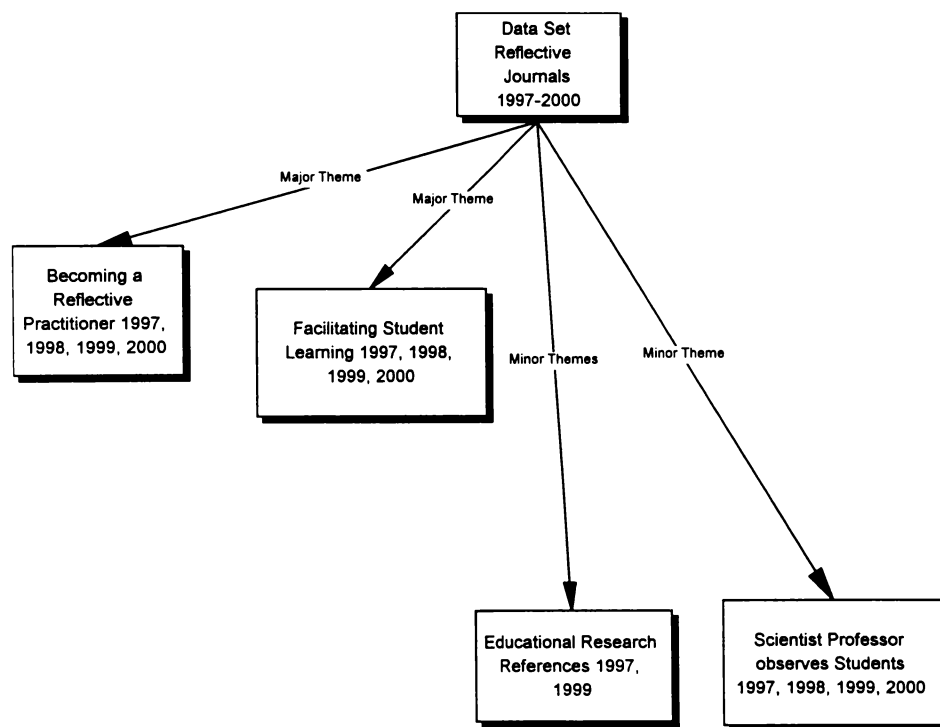 Data Set
Reflective
Journals
1997-2000
Major Theme
Major Theme
Becoming a
Reflective
Practitioner 1997,
1998, 1999, 2000
Facilitating Student
Learning 1997, 1998,
1999, 2000
Minor Themes
Minor Theme
Educational Research
References 1997,
1999
Scientist Professor
observes Students
1997, 1998, 1999, 2000